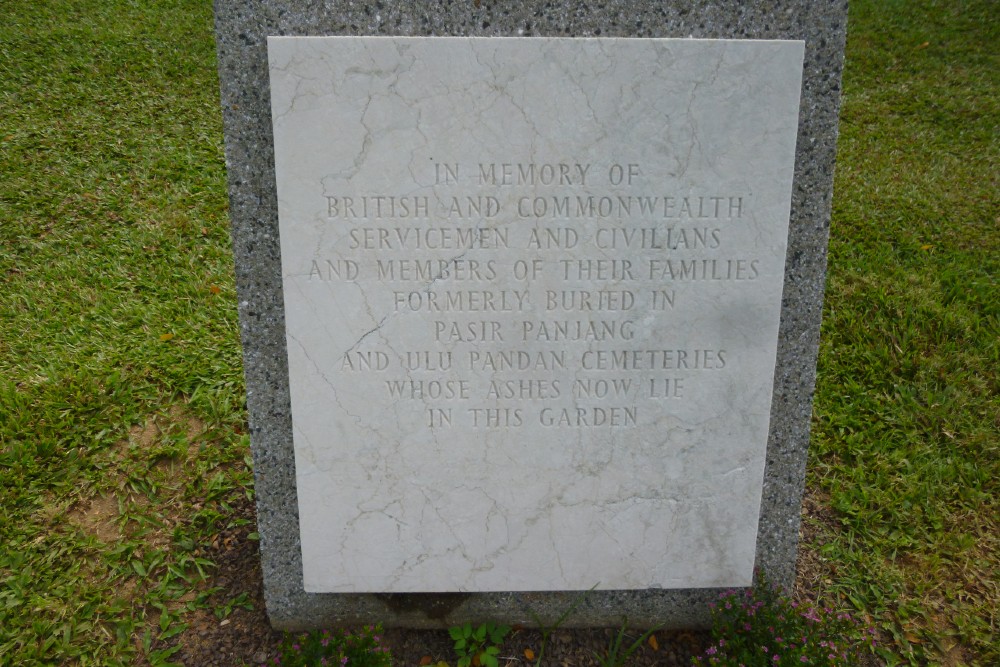 IN MEMORY OF
BRITISH AND COMMONWEALTH
SERVICEMEN AND CIVILIANS
AND MEMBERS OF THEIR FAMILIES
FORMERLY BURIED IN
PASIR PANJANG
AND ULU PANDAN CEMETERIES
WHOSE ASHES NOW LIE
IN THIS GARDEN